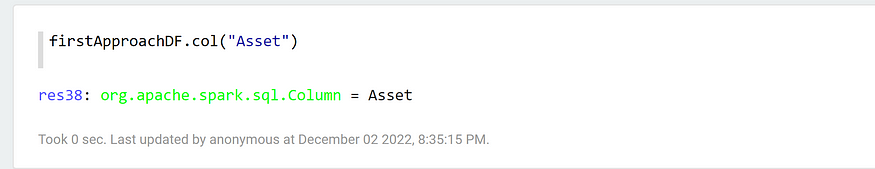 firstApproachDF.col("Asset")
res38: org.apache.spark.sql.Column = Asset
Took 0 sec. Last updated by anonymous at December 02 2022, 8:35:15 PM.